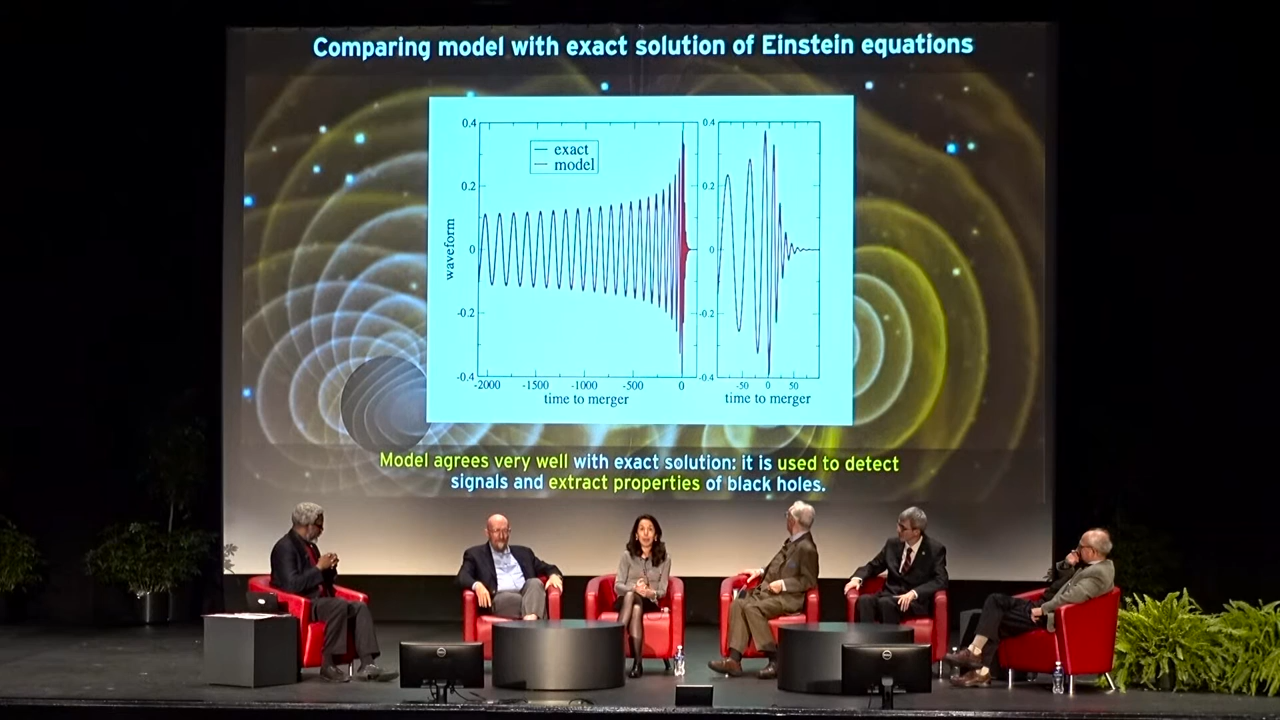 Comparing model with exact solution of Einstein equations
exact
model
waveform
0.4
0.2
0
-0.2
-0.4
-2000 -1500 -1000 -500 0
time to merger
0.4
0.2
0
-0.2
-0.4
-50 0 50
time to merger
Model agrees very well with exact solution: it is used to detect
signals and extract properties of black holes.
DELL
DELL